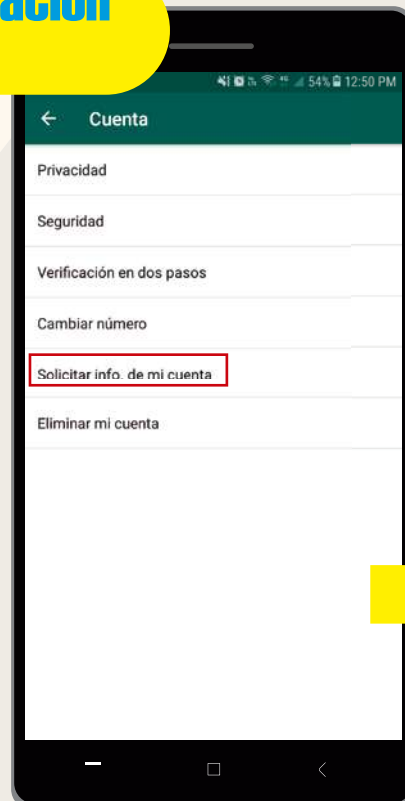 ación
54% 12:50 PM
Cuenta
Privacidad
Seguridad
Verificación en dos pasos
Cambiar número
Solicitar info. de mi cuenta
Eliminar mi cuenta